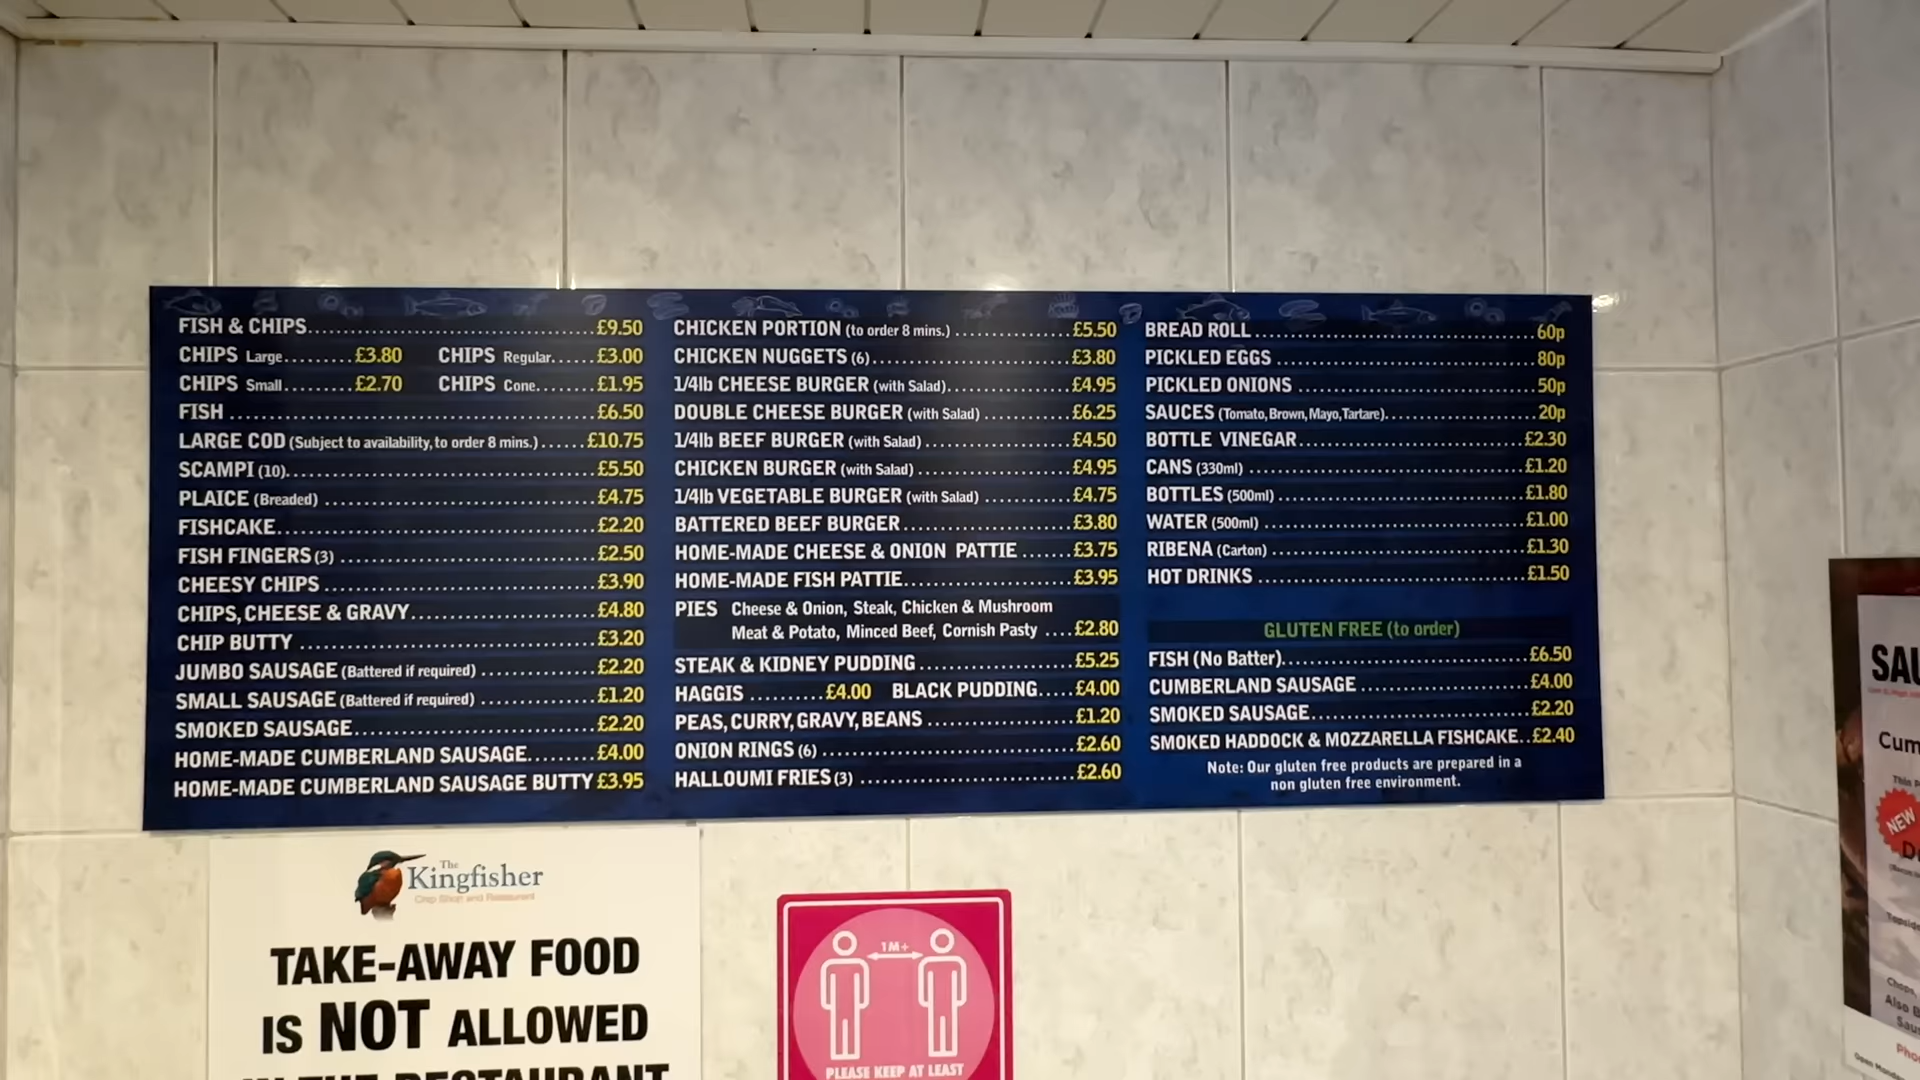 FISH & CHIPS.......... £9.50
CHIPS Large.......... £3.80 CHIPS Regular...... £3.00
CHIPS Small.......... £2.70 CHIPS Cone....... £1.95
FISH .......... £6.50
LARGE COD (Subject to availability, to order 8 mins.)...... £10.75
SCAMPI (10).......... £5.50
PLAICE (Breaded) .......... £4.75
FISHCAKE.......... £2.20
FISH FINGERS (3) .......... £2.50
CHEESY CHIPS .......... £3.90
CHIPS, CHEESE & GRAVY.......... £4.80
CHIP BUTTY .......... £3.20
JUMBO SAUSAGE (Battered if required) .......... £2.20
SMALL SAUSAGE (Battered if required) .......... £1.20
SMOKED SAUSAGE.......... £2.20
HOME-MADE CUMBERLAND SAUSAGE........ £4.00
HOME-MADE CUMBERLAND SAUSAGE BUTTY £3.95
CHICKEN PORTION (to order 8 mins.) .......... £5.50
CHICKEN NUGGETS (6).......... £3.80
1/4lb CHEESE BURGER (with Salad).......... £4.95
DOUBLE CHEESE BURGER (with Salad) .......... £6.25
1/4lb BEEF BURGER (with Salad) .......... £4.50
CHICKEN BURGER (with Salad) .......... £4.95
1/4lb VEGETABLE BURGER (with Salad) .......... £4.75
BATTERED BEEF BURGER.......... £3.80
HOME-MADE CHEESE & ONION PATTIE ....... £3.75
HOME-MADE FISH PATTIE.......... £3.95
PIES Cheese & Onion, Steak, Chicken & Mushroom
Meat & Potato, Minced Beef, Cornish Pasty .... £2.80
STEAK & KIDNEY PUDDING .......... £5.25
HAGGIS .......... £4.00 BLACK PUDDING..... £4.00
PEAS, CURRY, GRAVY, BEANS .......... £1.20
ONION RINGS (6) .......... £2.60
HALLOUMI FRIES (3) .......... £2.60
BREAD ROLL .......... 60p
PICKLED EGGS .......... 80p
PICKLED ONIONS .......... 50p
SAUCES (Tomato, Brown, Mayo, Tartare).......... 20p
BOTTLE VINEGAR.......... £2.30
CANS (330ml) .......... £1.20
BOTTLES (500ml) .......... £1.80
WATER (500ml) .......... £1.00
RIBENA (Carton) .......... £1.30
HOT DRINKS .......... £1.50
GLUTEN FREE (to order)
FISH (No Batter).......... £6.50
CUMBERLAND SAUSAGE .......... £4.00
SMOKED SAUSAGE.......... £2.20
SMOKED HADDOCK & MOZZARELLA FISHCAKE.. £2.40
Note: Our gluten free products are prepared in a
non gluten free environment.
The
Kingfisher
Chip Shop and Restaurant
TAKE-AWAY FOOD
IS NOT ALLOWED
IN THE RESTAURANT
1M+
PLEASE KEEP AT LEAST
NEW
Also